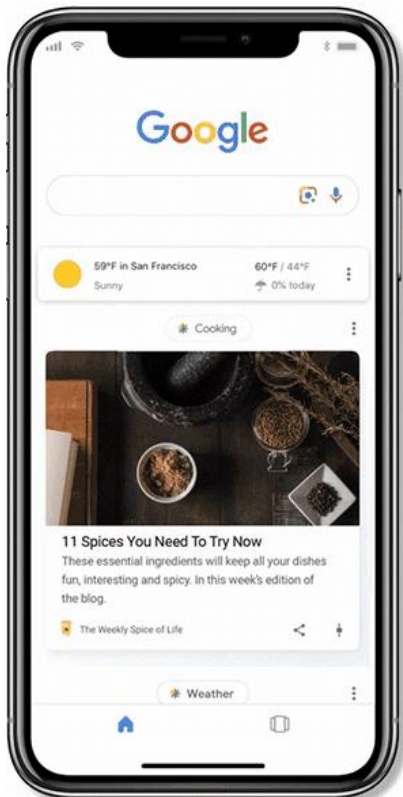 Google
59°F in San Francisco
60°F / 44°F
Sunny
0% today
Cooking
11 Spices You Need To Try Now
These essential ingredients will keep all your dishes
fun, interesting and spicy. In this week's edition of
the blog.
The Weekly Spice of Life
Weather